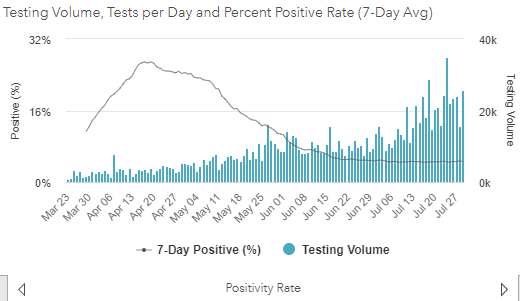 Testing Volume, Tests per Day and Percent Positive Rate (7-Day Avg)
32%
40k
16%
20k
0%
0k
Positive (%)
Testing Volume
Mar 23
Mar 30
Apr 06
Apr 13
Apr 20
Apr 27
May 04
May 11
May 18
May 25
Jun 01
Jun 08
Jun 15
Jun 22
Jun 29
Jul 06
Jul 13
Jul 20
Jul 27
7-Day Positive (%)
Testing Volume
Positivity Rate